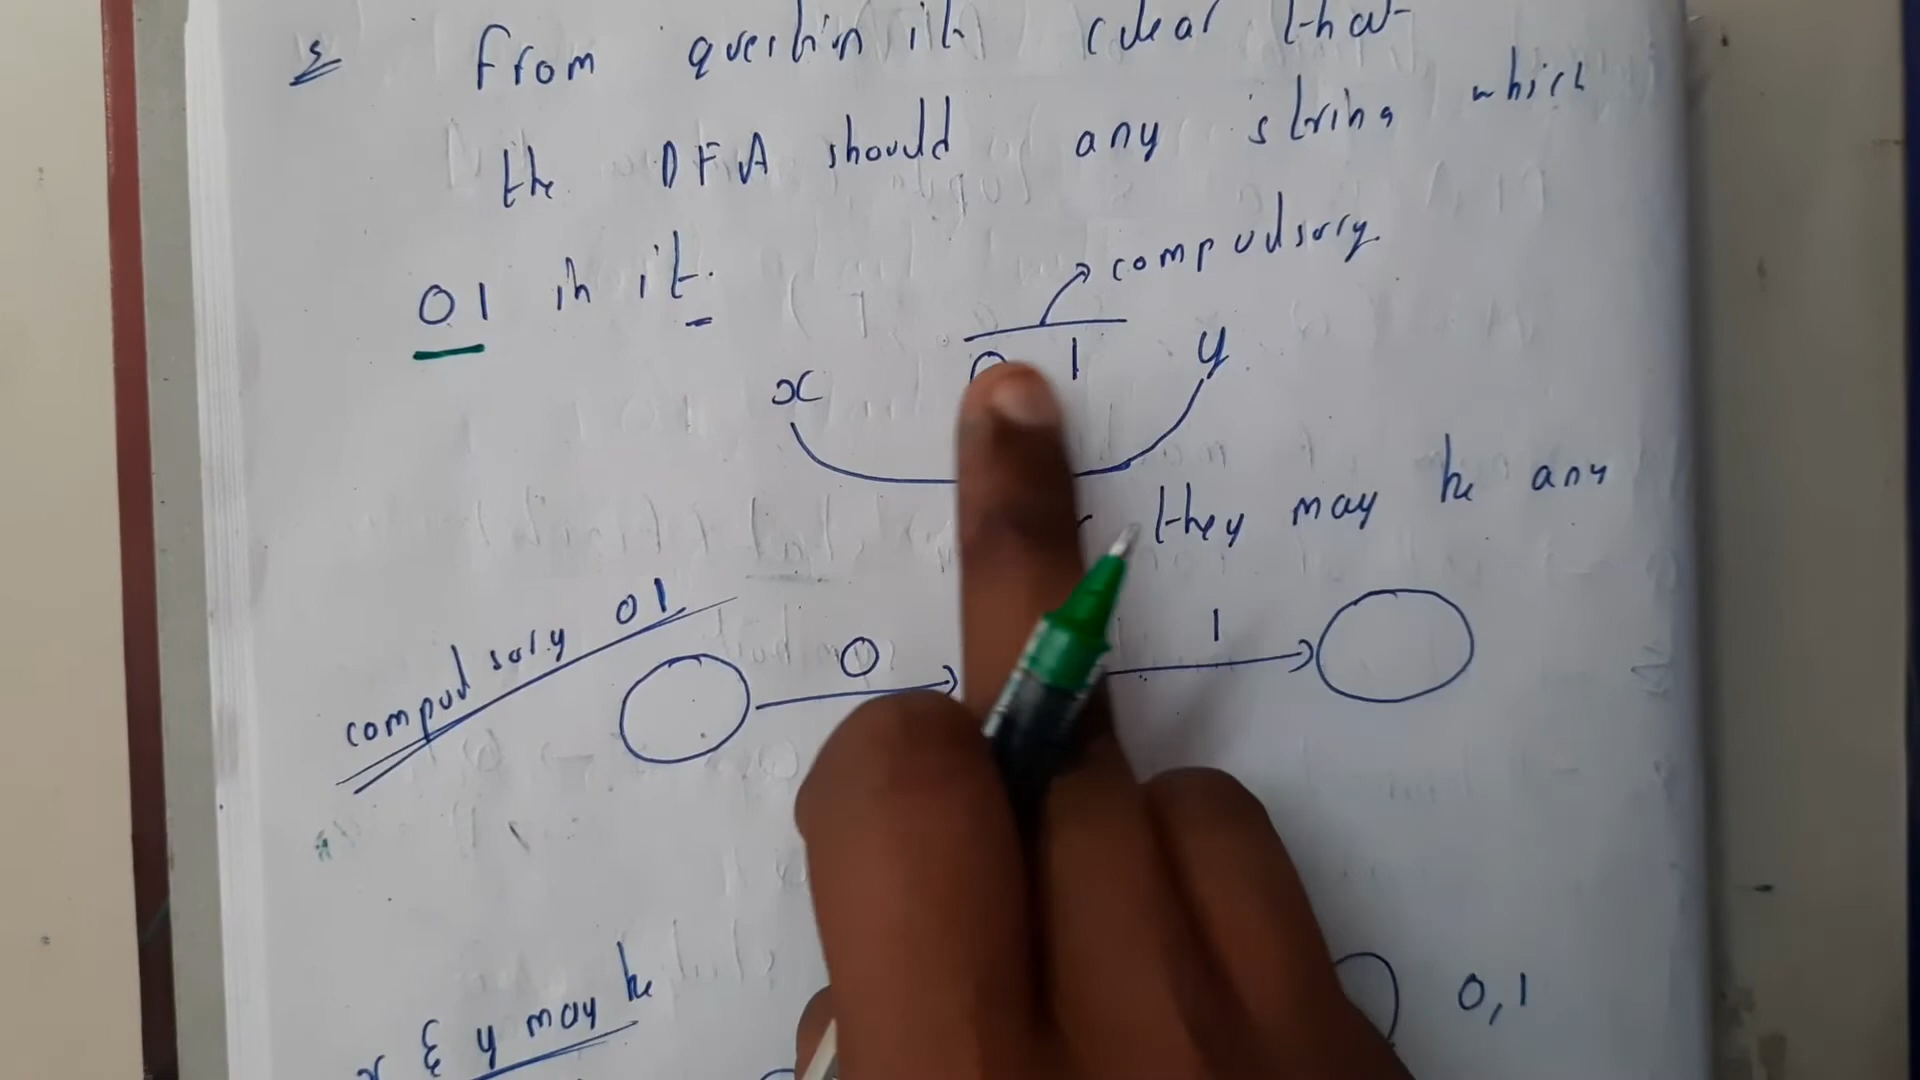 From question it clear that
the DFA should any string which
01 in it.
compulsory
x 0 1 y
they may be any
compulsory 01
0 1
0,1
x & y may be